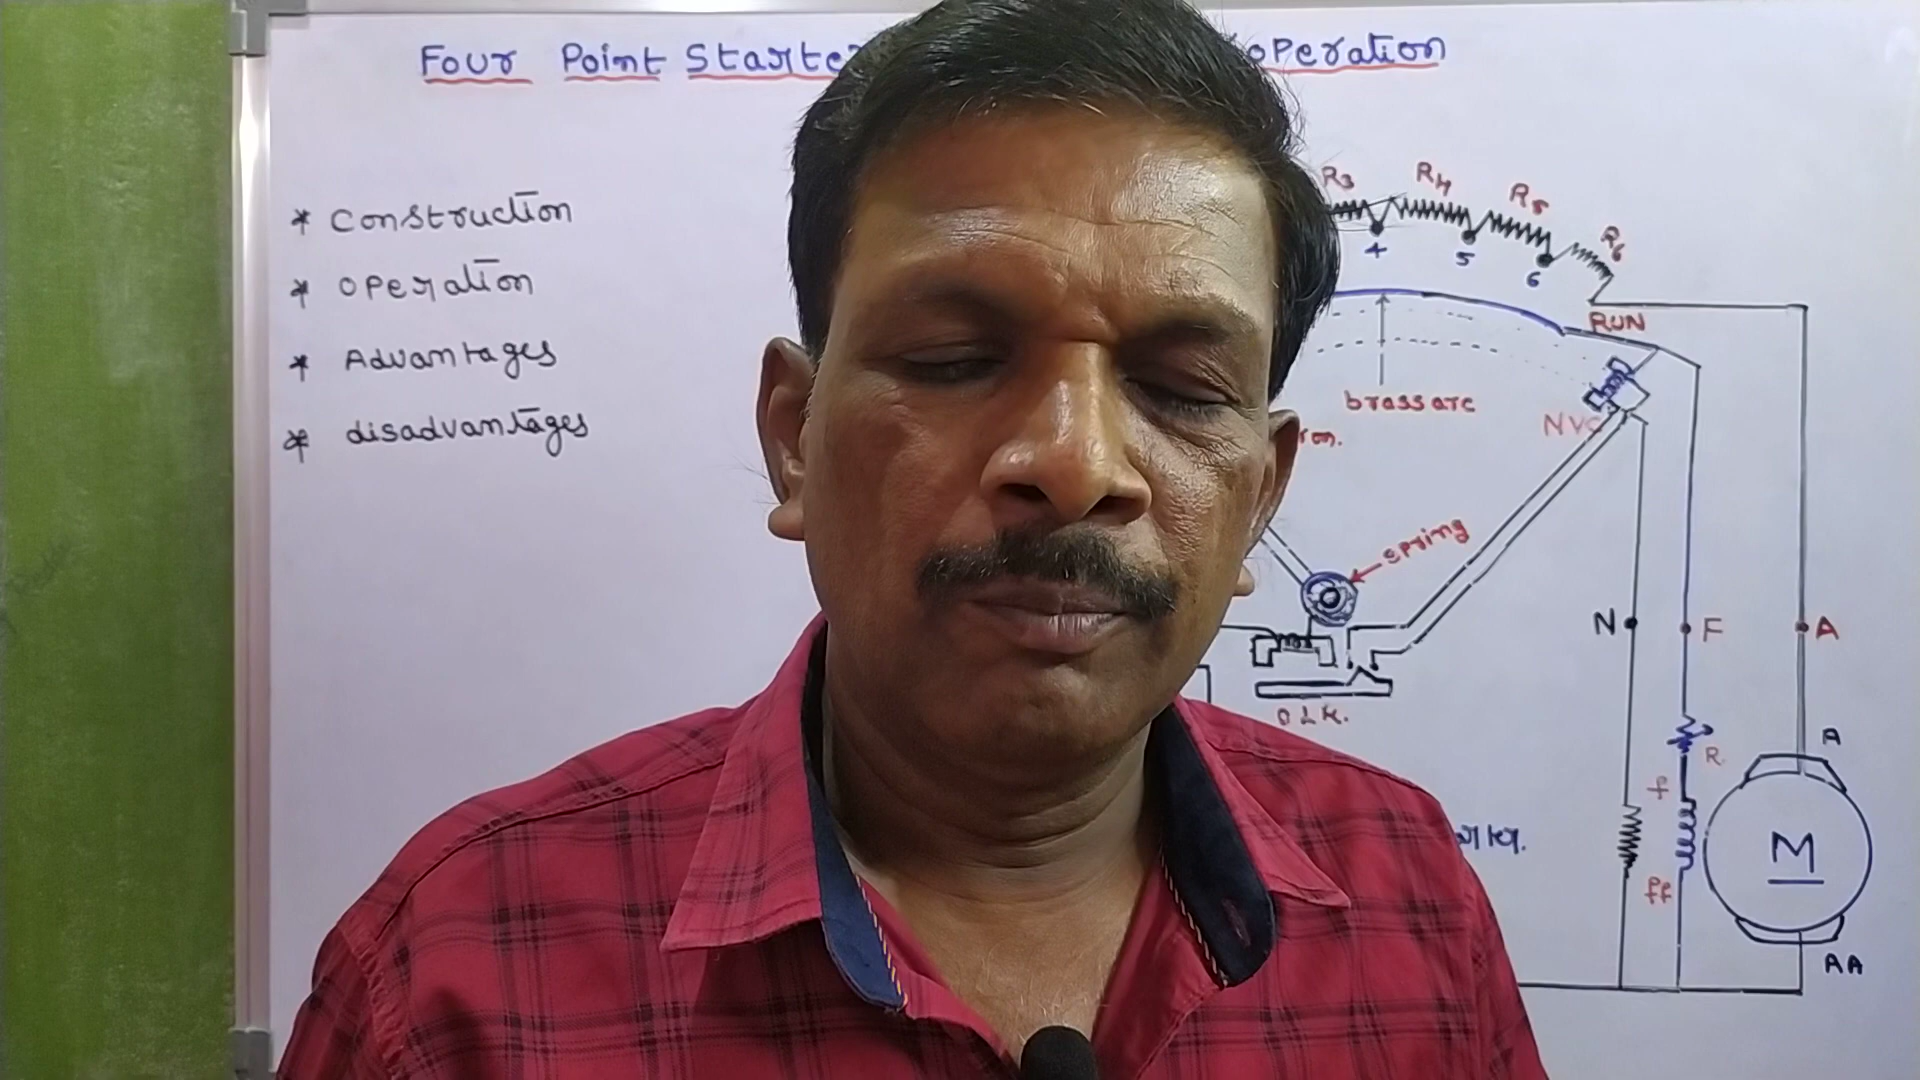 Four Point Starter operation
* Construction
* operation
* Advantages
* disadvantages
R3 R4 R5 R6
4 5 6
RUN
brass arc
NVC
spring
N F A
OLR.
A
R.
f
M
ff
AA